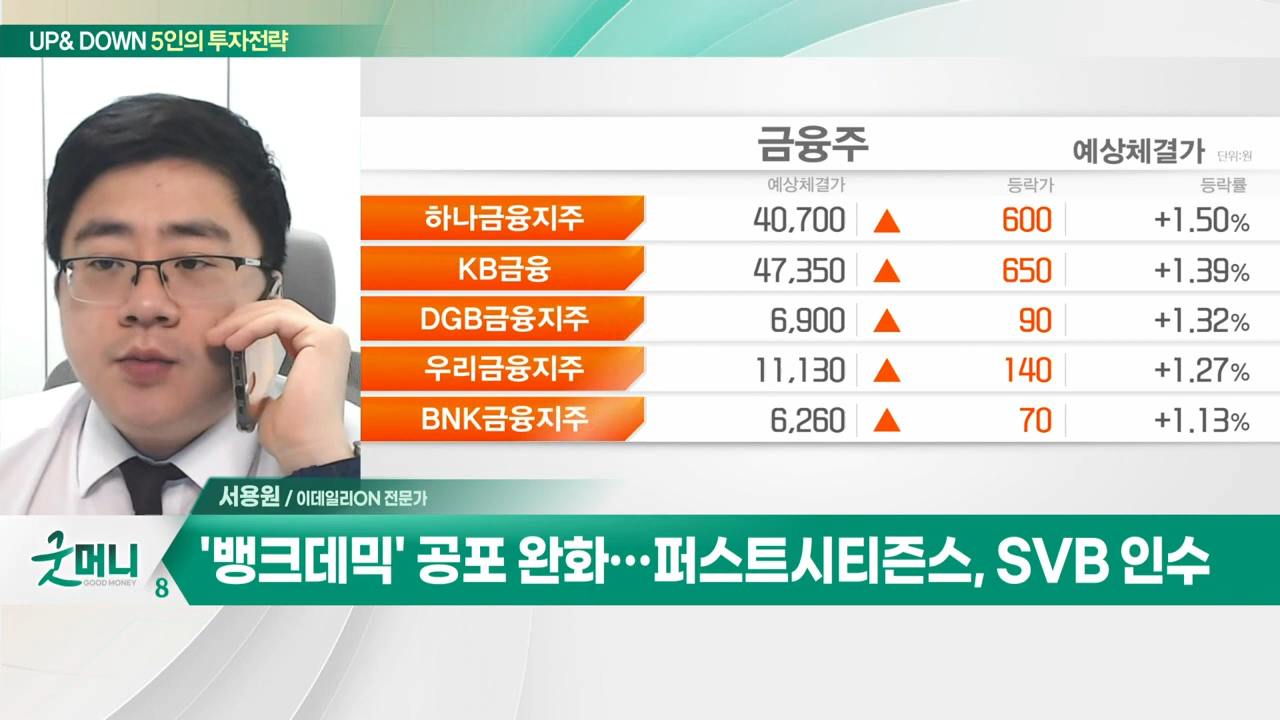 UP& DOWN 5인의 투자전략
금융주 예상체결가 단위:원
예상체결가 등락가 등락률
하나금융지주 40,700 ▲ 600 +1.50%
KB금융 47,350 ▲ 650 +1.39%
DGB금융지주 6,900 ▲ 90 +1.32%
우리금융지주 11,130 ▲ 140 +1.27%
BNK금융지주 6,260 ▲ 70 +1.13%
서용원 / 이데일리ON 전문가
굿머니
GOOD MONEY
8
'뱅크데믹' 공포 완화…퍼스트시티즌스, SVB 인수